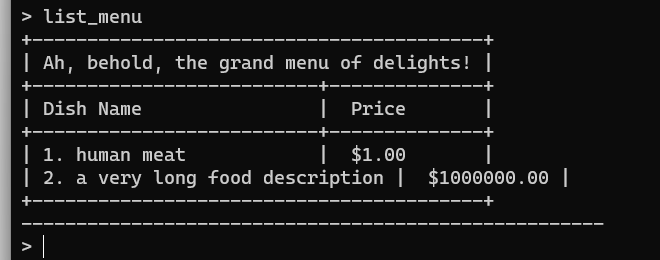 > list_menu
+-----------------------------------------+
| Ah, behold, the grand menu of delights! |
+--------------------------+--------------+
| Dish Name                |  Price       |
+--------------------------+--------------+
| 1. human meat            |  $1.00       |
| 2. a very long food description |  $1000000.00 |
+-----------------------------------------+
-----------------------------------------------------
>